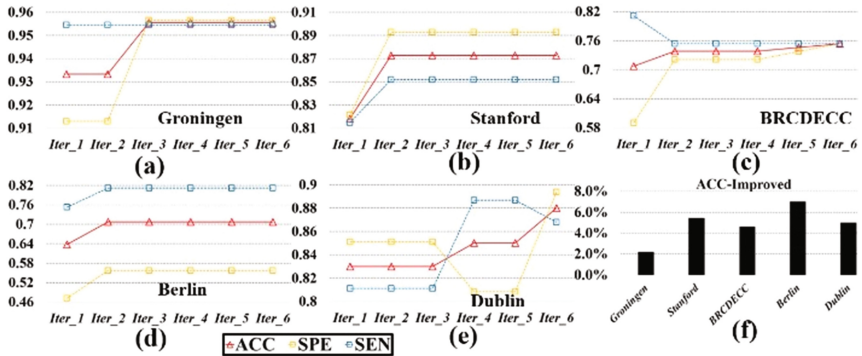 0.96
0.95
0.94
0.93
0.92
0.91
Groningen
Iter_1 Iter_2 Iter_3 Iter_4 Iter_5 Iter_6
(a)
0.91
0.89
0.87
0.85
0.83
0.81
Stanford
Iter_1 Iter_2 Iter_3 Iter_4 Iter_5 Iter_6
(b)
0.82
0.76
0.7
0.64
0.58
BRCDECC
Iter_1 Iter_2 Iter_3 Iter_4 Iter_5 Iter_6
(c)
0.82
0.76
0.7
0.64
0.58
0.52
0.46
Berlin
Iter_1 Iter_2 Iter_3 Iter_4 Iter_5 Iter_6
(d)
0.9
0.88
0.86
0.84
0.82
0.8
Dublin
Iter_1 Iter_2 Iter_3 Iter_4 Iter_5 Iter_6
(e)
ACC-Improved
8.0%
6.0%
4.0%
2.0%
0.0%
Groningen Stanford BRCDECC Berlin Dublin
(f)
ACC SPE SEN